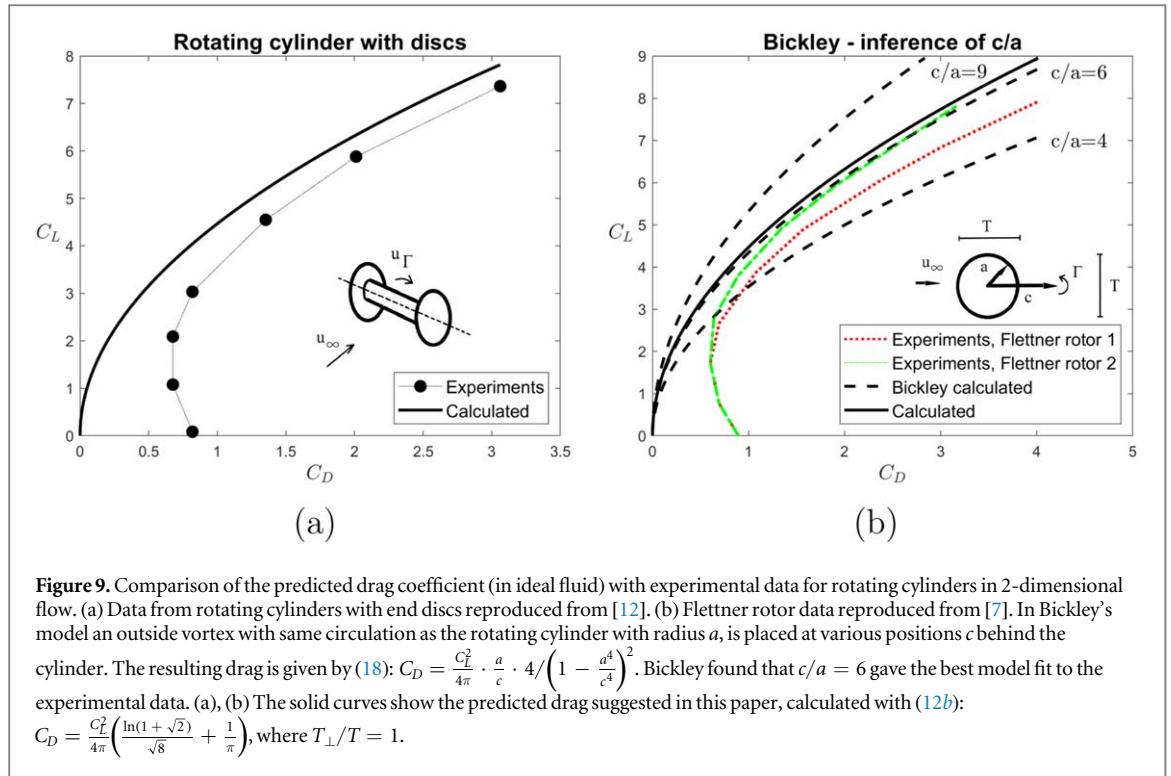 Rotating cylinder with discs
8
7
6
5
C_L
4
3
2
1
0
0 0.5 1 1.5 2 2.5 3 3.5
C_D
u_Γ
u_∞
Experiments
Calculated
(a)
Bickley - inference of c/a
9
8
7
6
5
C_L
4
3
2
1
0
0 1 2 3 4 5
C_D
c/a=9
c/a=6
c/a=4
T
u_∞
a
c
Γ
T
Experiments, Flettner rotor 1
Experiments, Flettner rotor 2
Bickley calculated
Calculated
(b)
Figure 9. Comparison of the predicted drag coefficient (in ideal fluid) with experimental data for rotating cylinders in 2-dimensional
flow. (a) Data from rotating cylinders with end discs reproduced from [12]. (b) Flettner rotor data reproduced from [7]. In Bickley's
model an outside vortex with same circulation as the rotating cylinder with radius a, is placed at various positions c behind the
cylinder. The resulting drag is given by (18): C_D = \frac{C_L^2}{4π} · \frac{a}{c} · 4/(1 − \frac{a^4}{c^4})^2. Bickley found that c/a = 6 gave the best model fit to the
experimental data. (a), (b) The solid curves show the predicted drag suggested in this paper, calculated with (12b):
C_D = \frac{C_L^2}{4π}(\frac{ln(1 + √2)}{√8} + \frac{1}{π}), where T_⊥/T = 1.